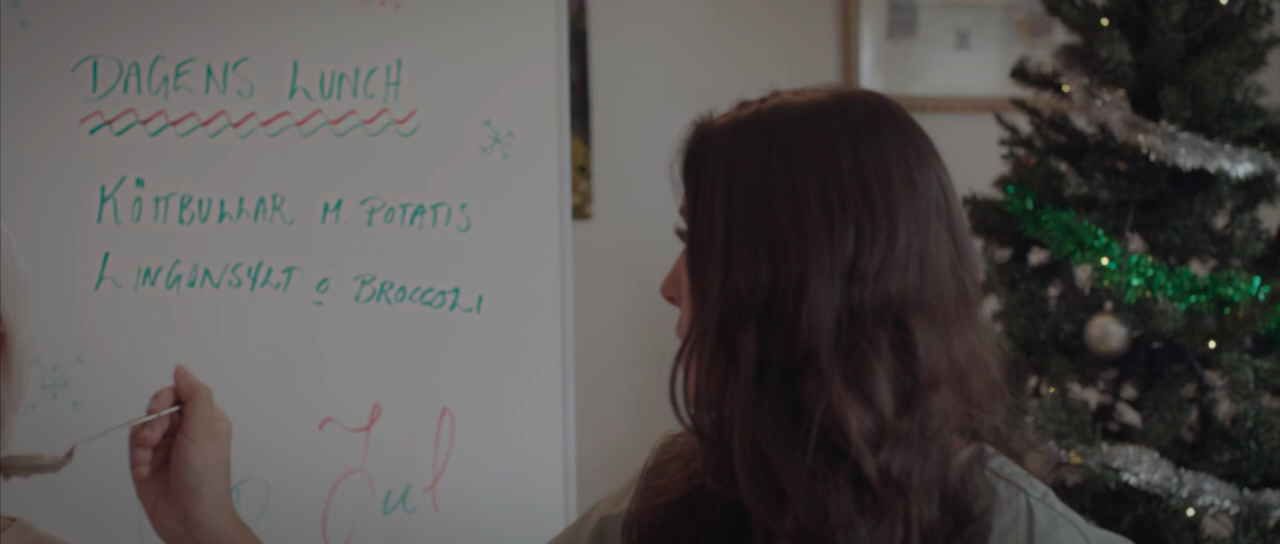 DAGENS LUNCH
KÖTTBULLAR M. POTATIS
LINGONSYLT o BROCCOLI
Jul